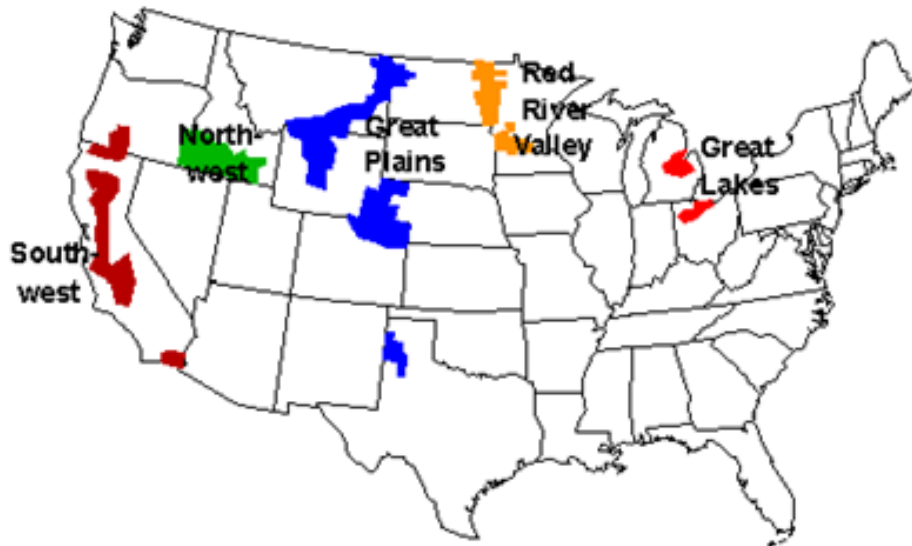 Red
River
Valley
North-
west
Great
Plains
Great
Lakes
South-
west